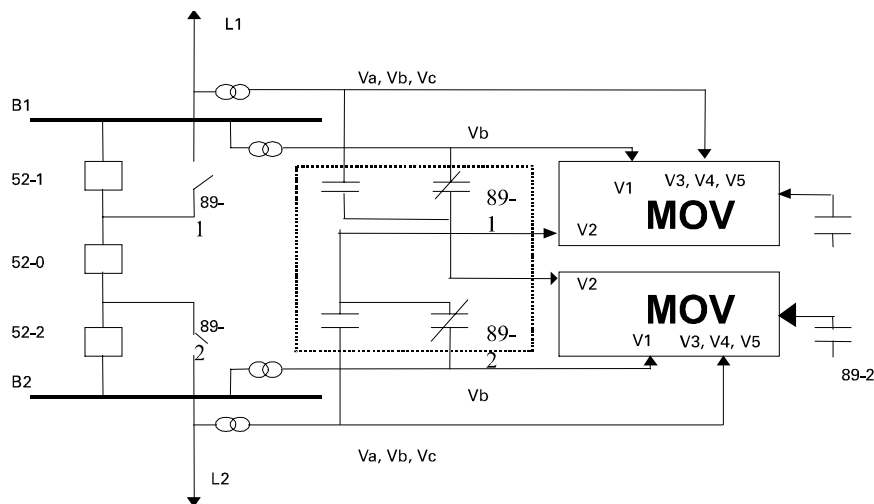 L1
Va, Vb, Vc
B1
Vb
52-1
89-
1
89-
1
V1
V3, V4, V5
MOV
V2
52-0
V2
MOV
52-2
89-
2
89-
2
V1
V3, V4, V5
89-2
B2
Vb
Va, Vb, Vc
L2